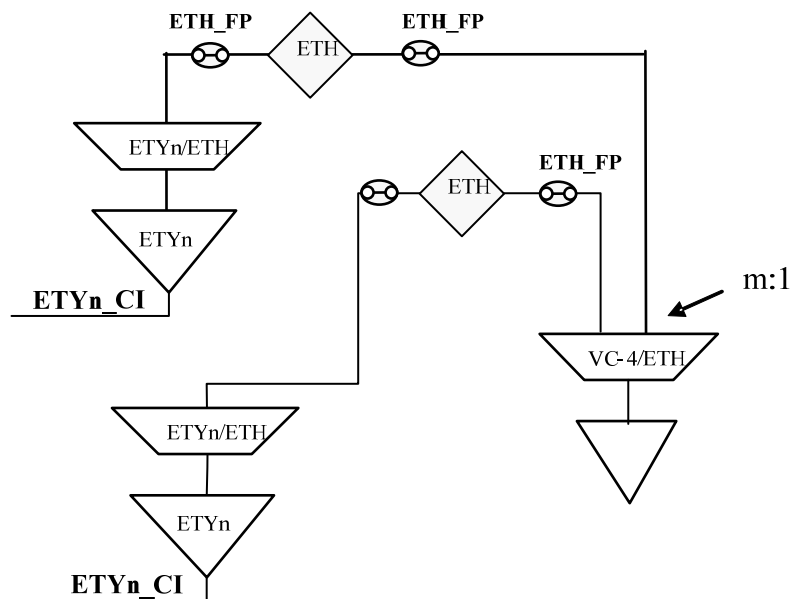 ETH_FP
ETH
ETH_FP
ETYn/ETH
ETH
ETH_FP
ETYn
m:1
ETYn_CI
VC-4/ETH
ETYn/ETH
ETYn
ETYn_CI